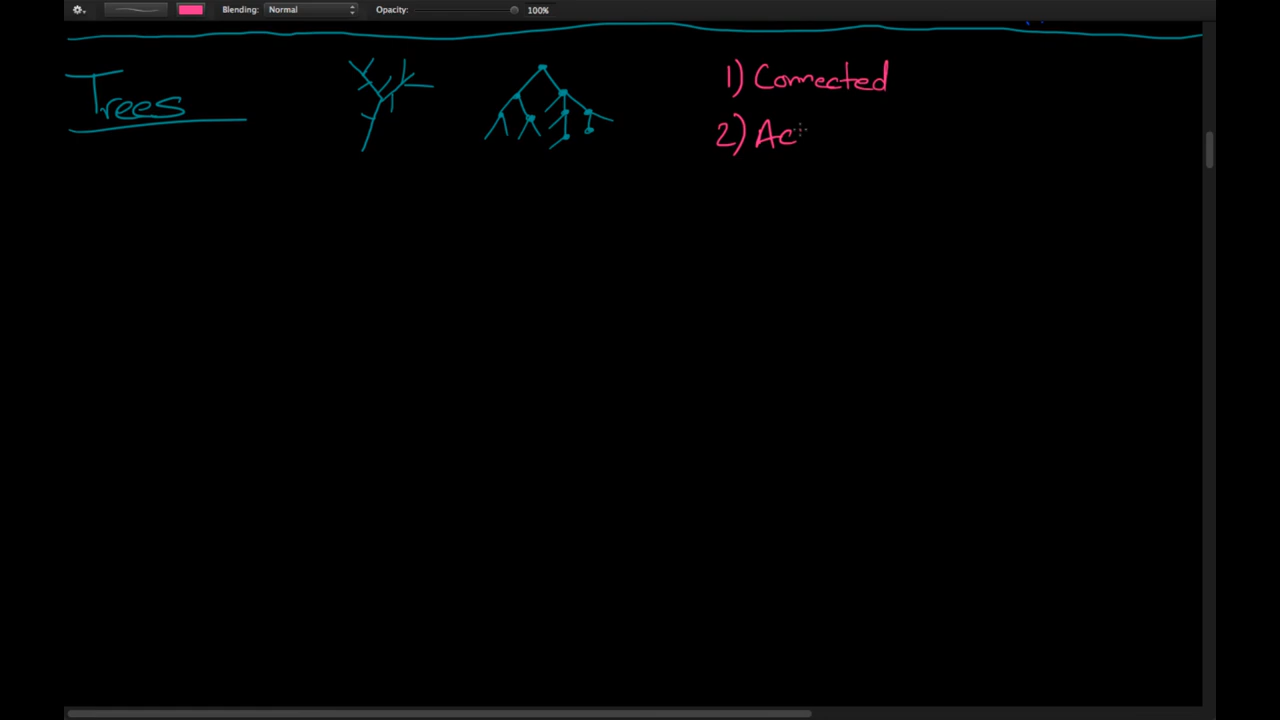 Blending: Normal Opacity: 100%
Trees
1) Connected
2) Ac